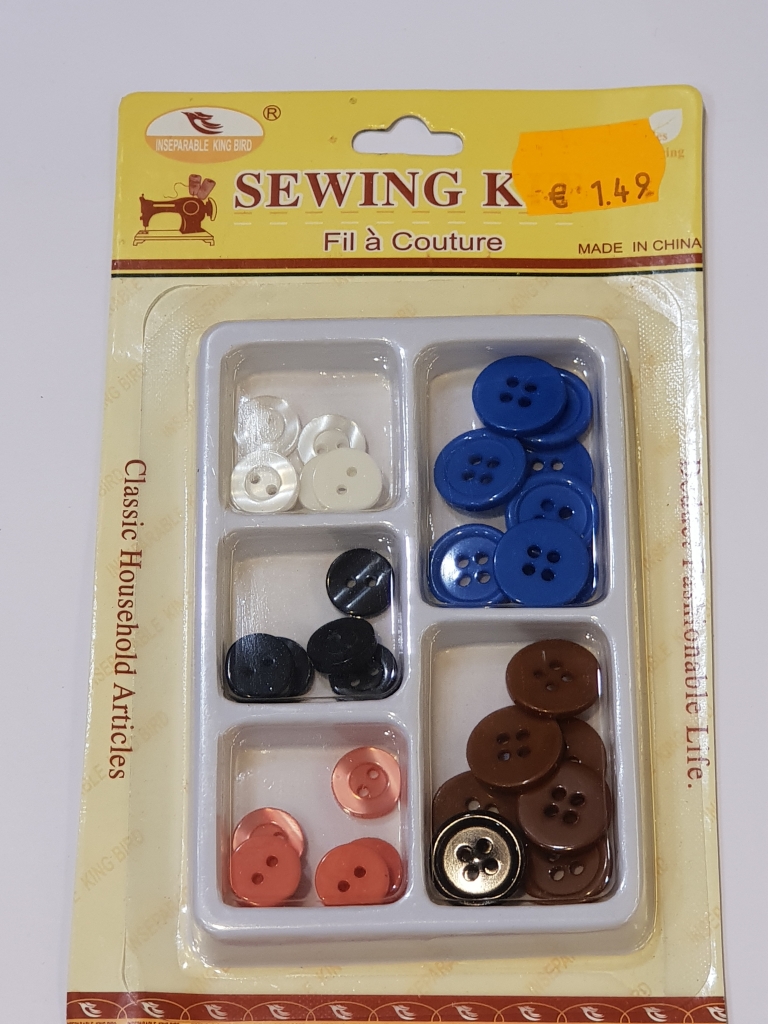 INSEPARABLE KING BIRD ®
SEWING K
€ 1.49
Fil à Couture
MADE IN CHINA
Classic Household Articles
Fashionable Life.